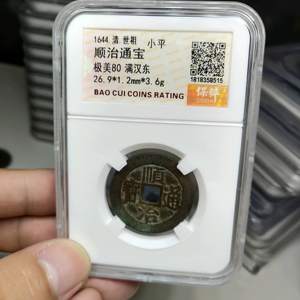 1644 清.世祖 小平
顺治通宝
极美80 满汉东
26.9*1.2mm*3.6g
BAO CUI COINS RATING
保粹
1818358515
顺治通宝